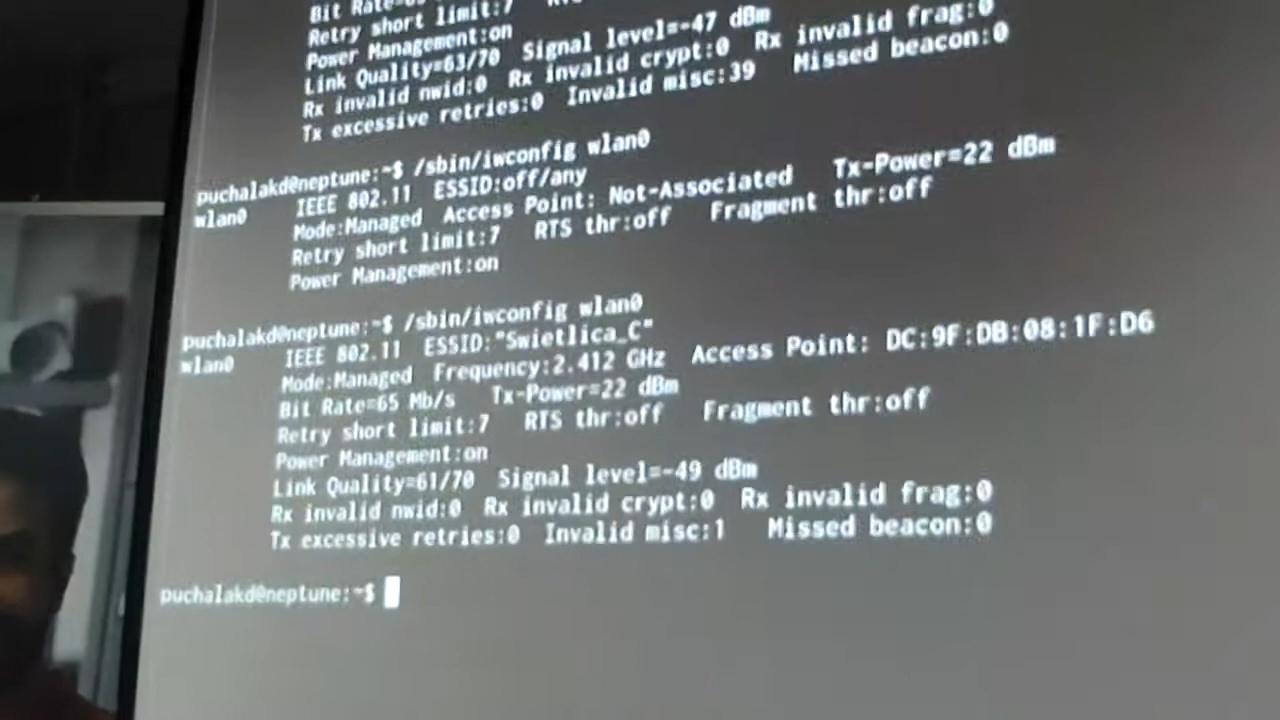 Bit Rate=
Retry short limit:7
Power Management:on
Link Quality=63/70  Signal level=-47 dBm
Rx invalid nwid:0  Rx invalid crypt:0  Rx invalid frag:0
Tx excessive retries:0  Invalid misc:39   Missed beacon:0
puchalakd@neptune:~$ /sbin/iwconfig wlan0
wlan0     IEEE 802.11  ESSID:off/any
Mode:Managed  Access Point: Not-Associated   Tx-Power=22 dBm
Retry short limit:7   RTS thr:off   Fragment thr:off
Power Management:on
puchalakd@neptune:~$ /sbin/iwconfig wlan0
wlan0     IEEE 802.11  ESSID:"Swietlica_C"
Mode:Managed  Frequency:2.412 GHz  Access Point: DC:9F:DB:08:1F:D6
Bit Rate=65 Mb/s   Tx-Power=22 dBm
Retry short limit:7   RTS thr:off   Fragment thr:off
Power Management:on
Link Quality=61/70  Signal level=-49 dBm
Rx invalid nwid:0  Rx invalid crypt:0  Rx invalid frag:0
Tx excessive retries:0  Invalid misc:1   Missed beacon:0
puchalakd@neptune:~$